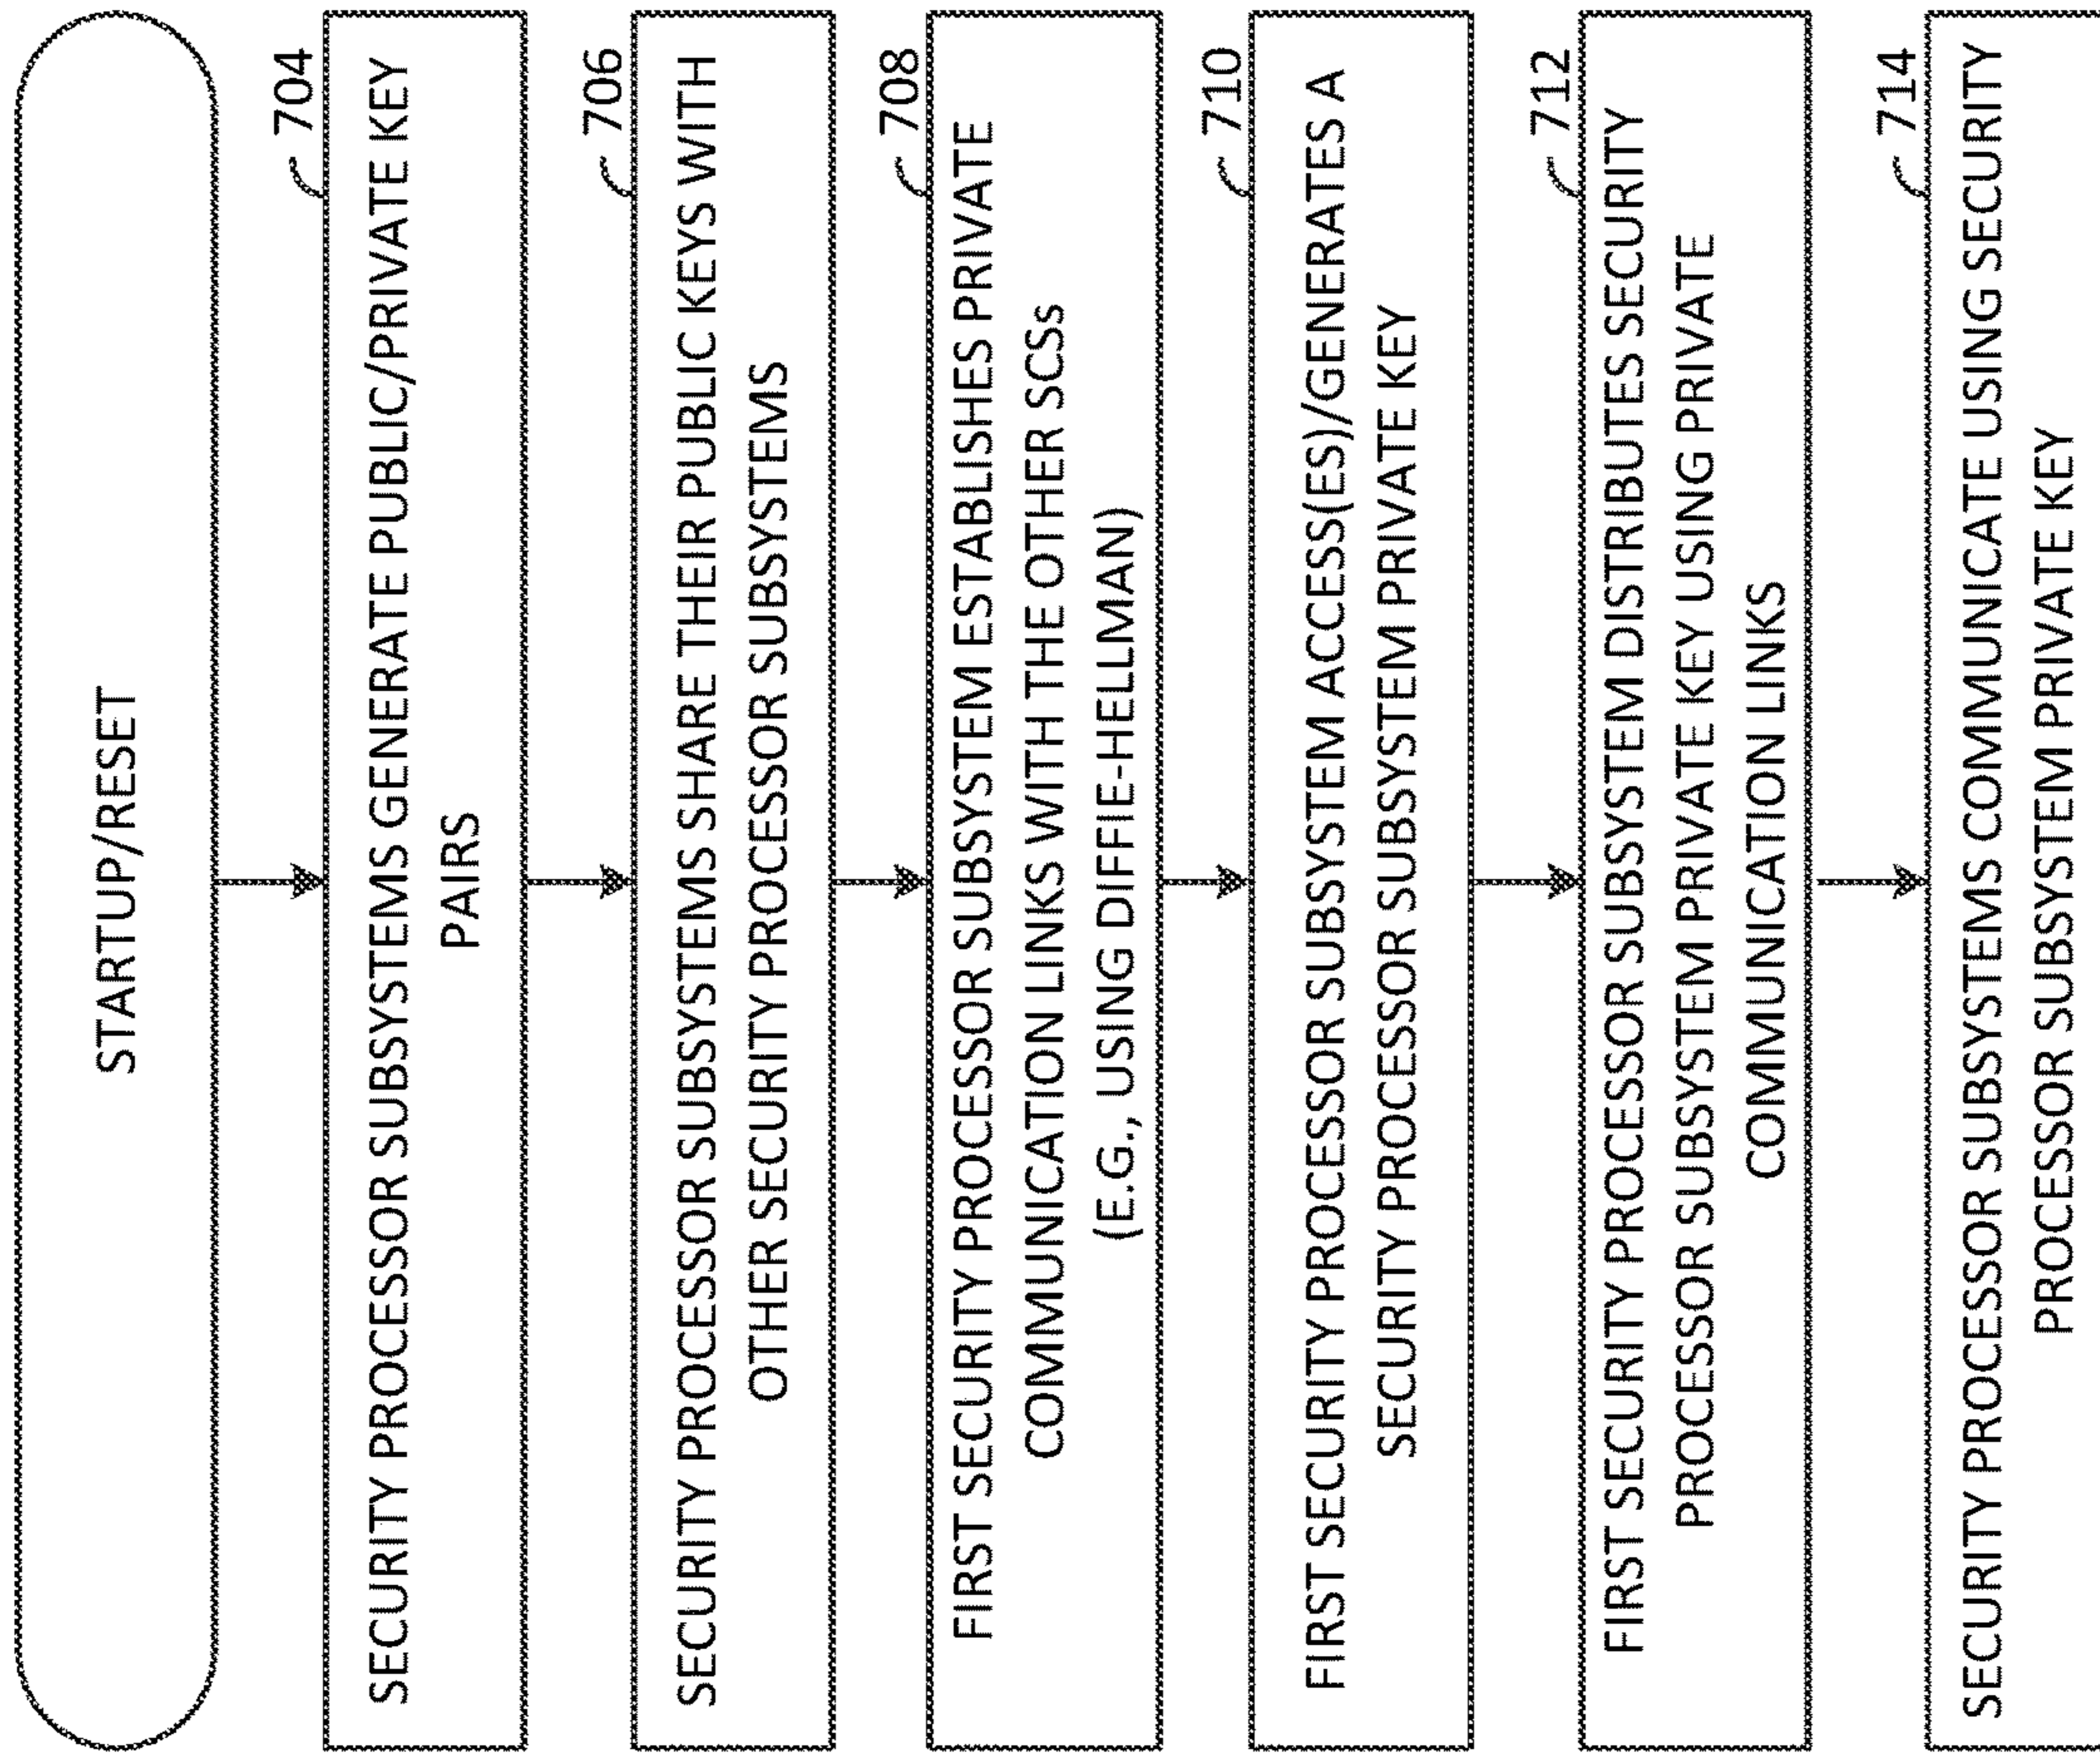 STARTUP/RESET
704
SECURITY PROCESSOR SUBSYSTEMS GENERATE PUBLIC/PRIVATE KEY
PAIRS
706
SECURITY PROCESSOR SUBSYSTEMS SHARE THEIR PUBLIC KEYS WITH
OTHER SECURITY PROCESSOR SUBSYSTEMS
708
FIRST SECURITY PROCESSOR SUBSYSTEM ESTABLISHES PRIVATE
COMMUNICATION LINKS WITH THE OTHER SCSs
(E.G., USING DIFFIE-HELLMAN)
710
FIRST SECURITY PROCESSOR SUBSYSTEM ACCESS(ES)/GENERATES A
SECURITY PROCESSOR SUBSYSTEM PRIVATE KEY
712
FIRST SECURITY PROCESSOR SUBSYSTEM DISTRIBUTES SECURITY
PROCESSOR SUBSYSTEM PRIVATE KEY USING PRIVATE
COMMUNICATION LINKS
714
SECURITY PROCESSOR SUBSYSTEMS COMMUNICATE USING SECURITY
PROCESSOR SUBSYSTEM PRIVATE KEY